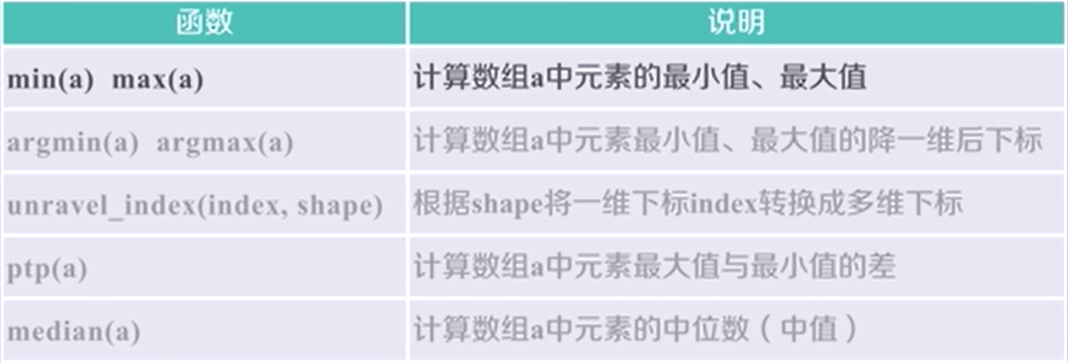 函数 说明
min(a) max(a) 计算数组a中元素的最小值、最大值
argmin(a) argmax(a) 计算数组a中元素最小值、最大值的降一维后下标
unravel_index(index, shape) 根据shape将一维下标index转换成多维下标
ptp(a) 计算数组a中元素最大值与最小值的差
median(a) 计算数组a中元素的中位数（中值）